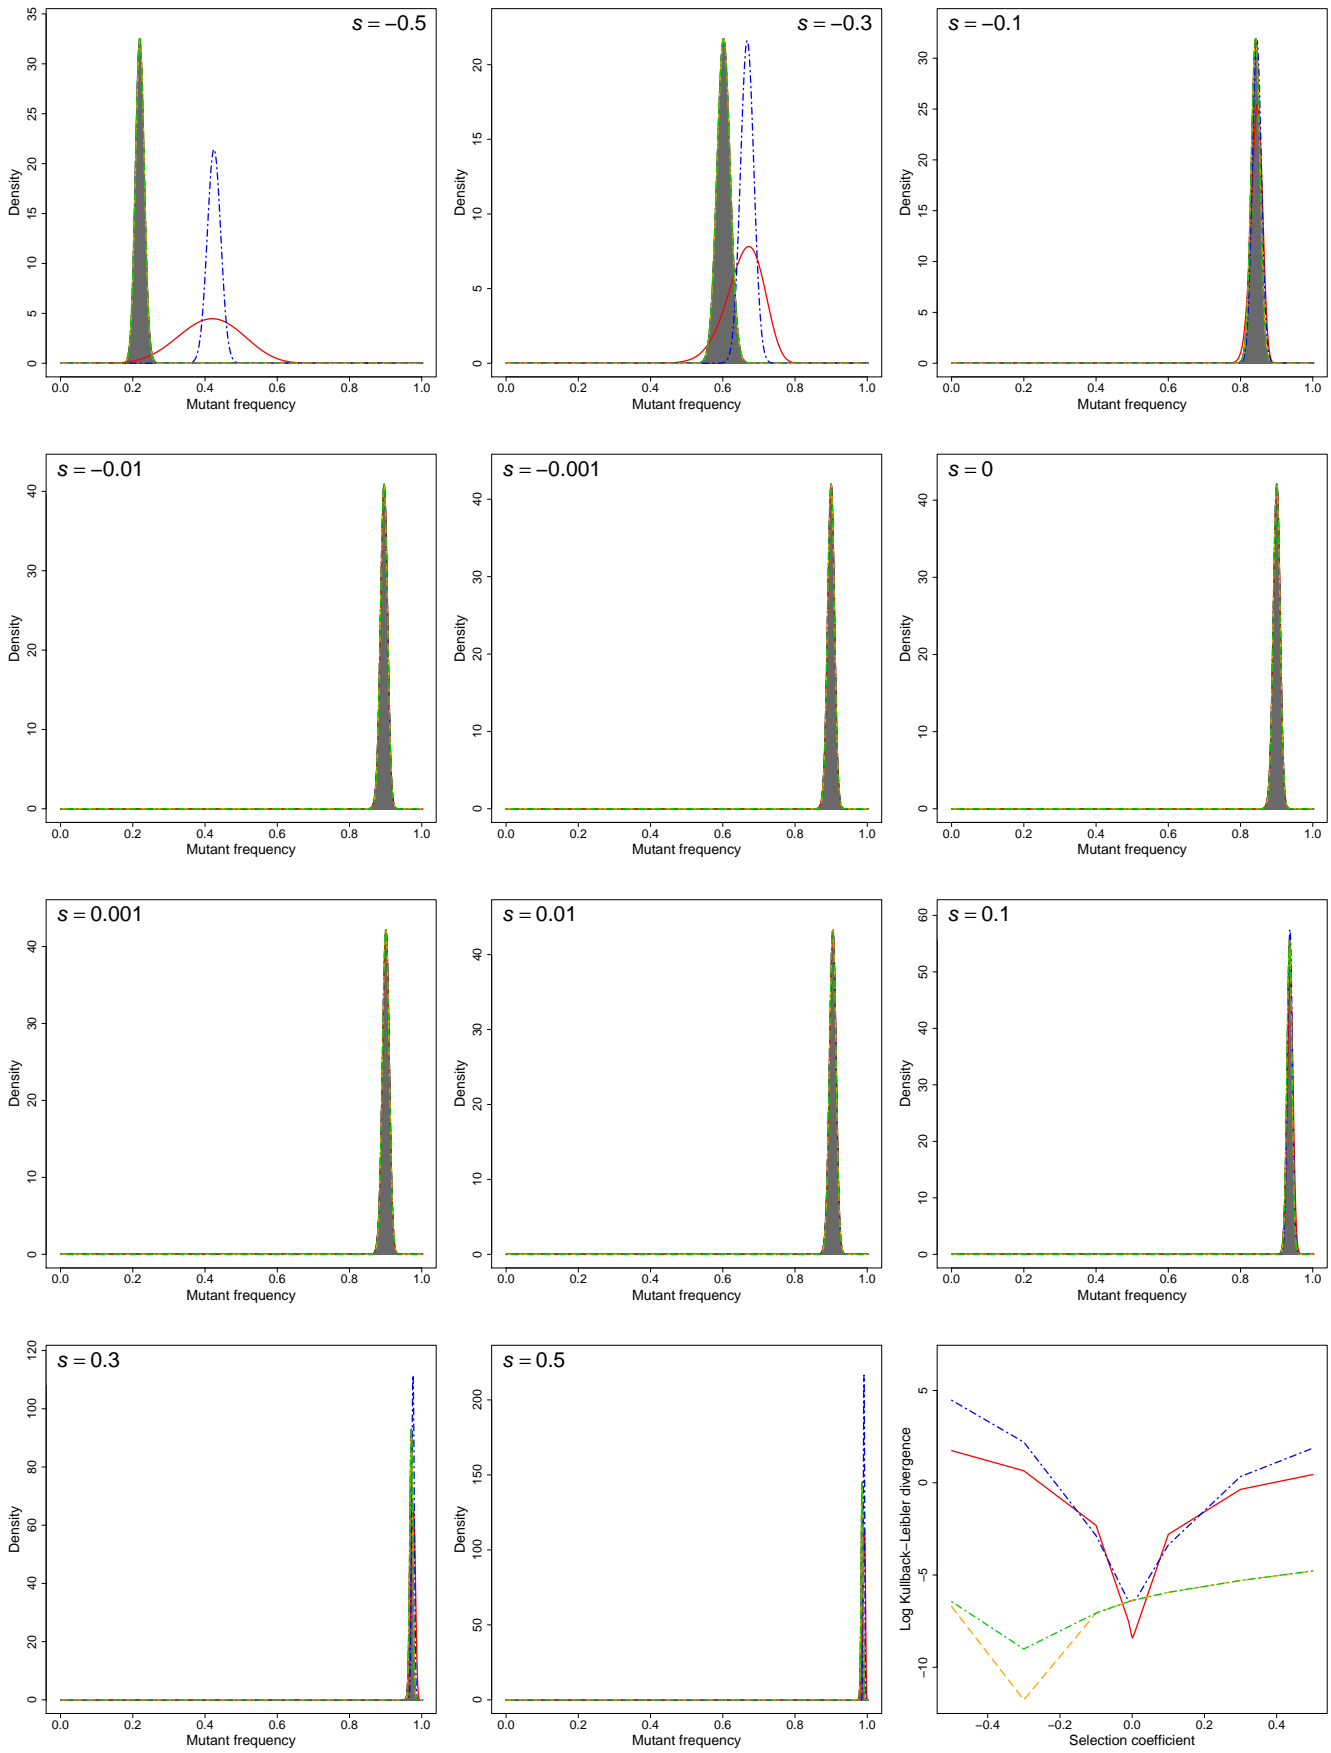 s = −0.5
Density
0 5 10 15 20 25 30 35
0.0 0.2 0.4 0.6 0.8 1.0
Mutant frequency
s = −0.3
Density
0 5 10 15 20
0.0 0.2 0.4 0.6 0.8 1.0
Mutant frequency
s = −0.1
Density
0 5 10 15 20 25 30
0.0 0.2 0.4 0.6 0.8 1.0
Mutant frequency
s = −0.01
Density
0 10 20 30 40
0.0 0.2 0.4 0.6 0.8 1.0
Mutant frequency
s = −0.001
Density
0 10 20 30 40
0.0 0.2 0.4 0.6 0.8 1.0
Mutant frequency
s = 0
Density
0 10 20 30 40
0.0 0.2 0.4 0.6 0.8 1.0
Mutant frequency
s = 0.001
Density
0 10 20 30 40
0.0 0.2 0.4 0.6 0.8 1.0
Mutant frequency
s = 0.01
Density
0 10 20 30 40
0.0 0.2 0.4 0.6 0.8 1.0
Mutant frequency
s = 0.1
Density
0 10 20 30 40 50 60
0.0 0.2 0.4 0.6 0.8 1.0
Mutant frequency
s = 0.3
Density
0 20 40 60 80 100 120
0.0 0.2 0.4 0.6 0.8 1.0
Mutant frequency
s = 0.5
Density
0 50 100 150 200
0.0 0.2 0.4 0.6 0.8 1.0
Mutant frequency
Log Kullback−Leibler divergence
−10 −5 0 5
−0.4 −0.2 0.0 0.2 0.4
Selection coefficient